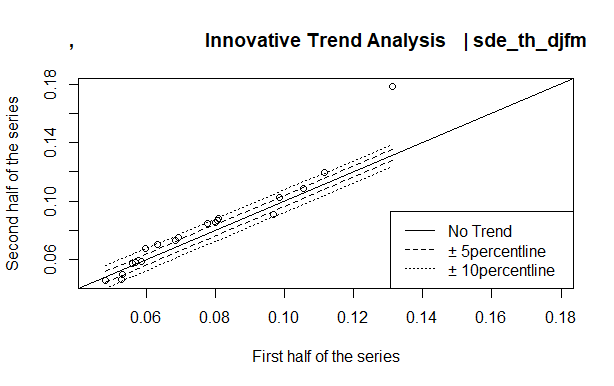 , Innovative Trend Analysis | sde_th_djfm
Second half of the series
0.18
0.14
0.10
0.06
No Trend
± 5percentline
± 10percentline
0.06 0.08 0.10 0.12 0.14 0.16 0.18
First half of the series